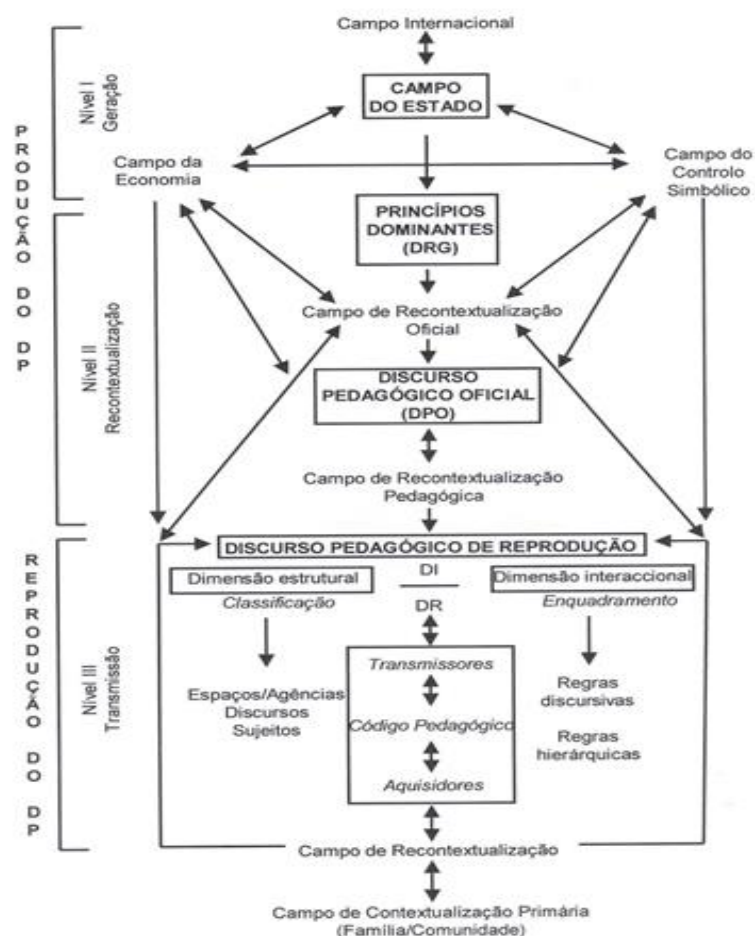 Campo Internacional
CAMPO
DO ESTADO
Nível I
Geração
Campo da
Economia
Campo do
Controlo
Simbólico
PRODUÇÃO DO DP
PRINCÍPIOS
DOMINANTES
(DRG)
Nível II
Recontextualização
Campo de Recontextualização
Oficial
DISCURSO
PEDAGÓGICO OFICIAL
(DPO)
Campo de Recontextualização
Pedagógica
DISCURSO PEDAGÓGICO DE REPRODUÇÃO
REPRODUÇÃO DO DP
Nível III
Transmissão
Dimensão estrutural
Classificação
DI
DR
Dimensão interaccional
Enquadramento
Espaços/Agências
Discursos
Sujeitos
Transmissores
Código Pedagógico
Aquisidores
Regras
discursivas
Regras
hierárquicas
Campo de Recontextualização
Campo de Contextualização Primária
(Família/Comunidade)